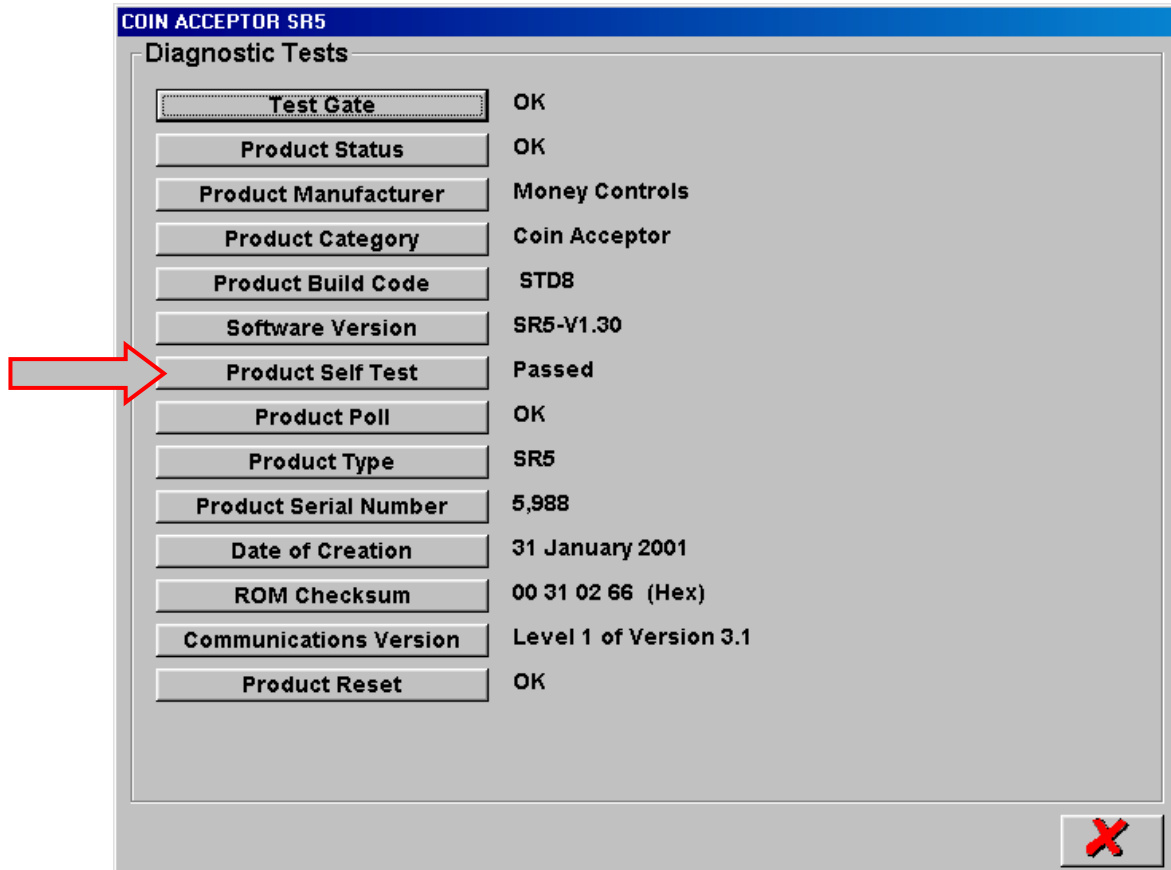 COIN ACCEPTOR SR5
Diagnostic Tests
Test Gate OK
Product Status OK
Product Manufacturer Money Controls
Product Category Coin Acceptor
Product Build Code STD8
Software Version SR5-V1.30
Product Self Test Passed
Product Poll OK
Product Type SR5
Product Serial Number 5,988
Date of Creation 31 January 2001
ROM Checksum 00 31 02 66 (Hex)
Communications Version Level 1 of Version 3.1
Product Reset OK